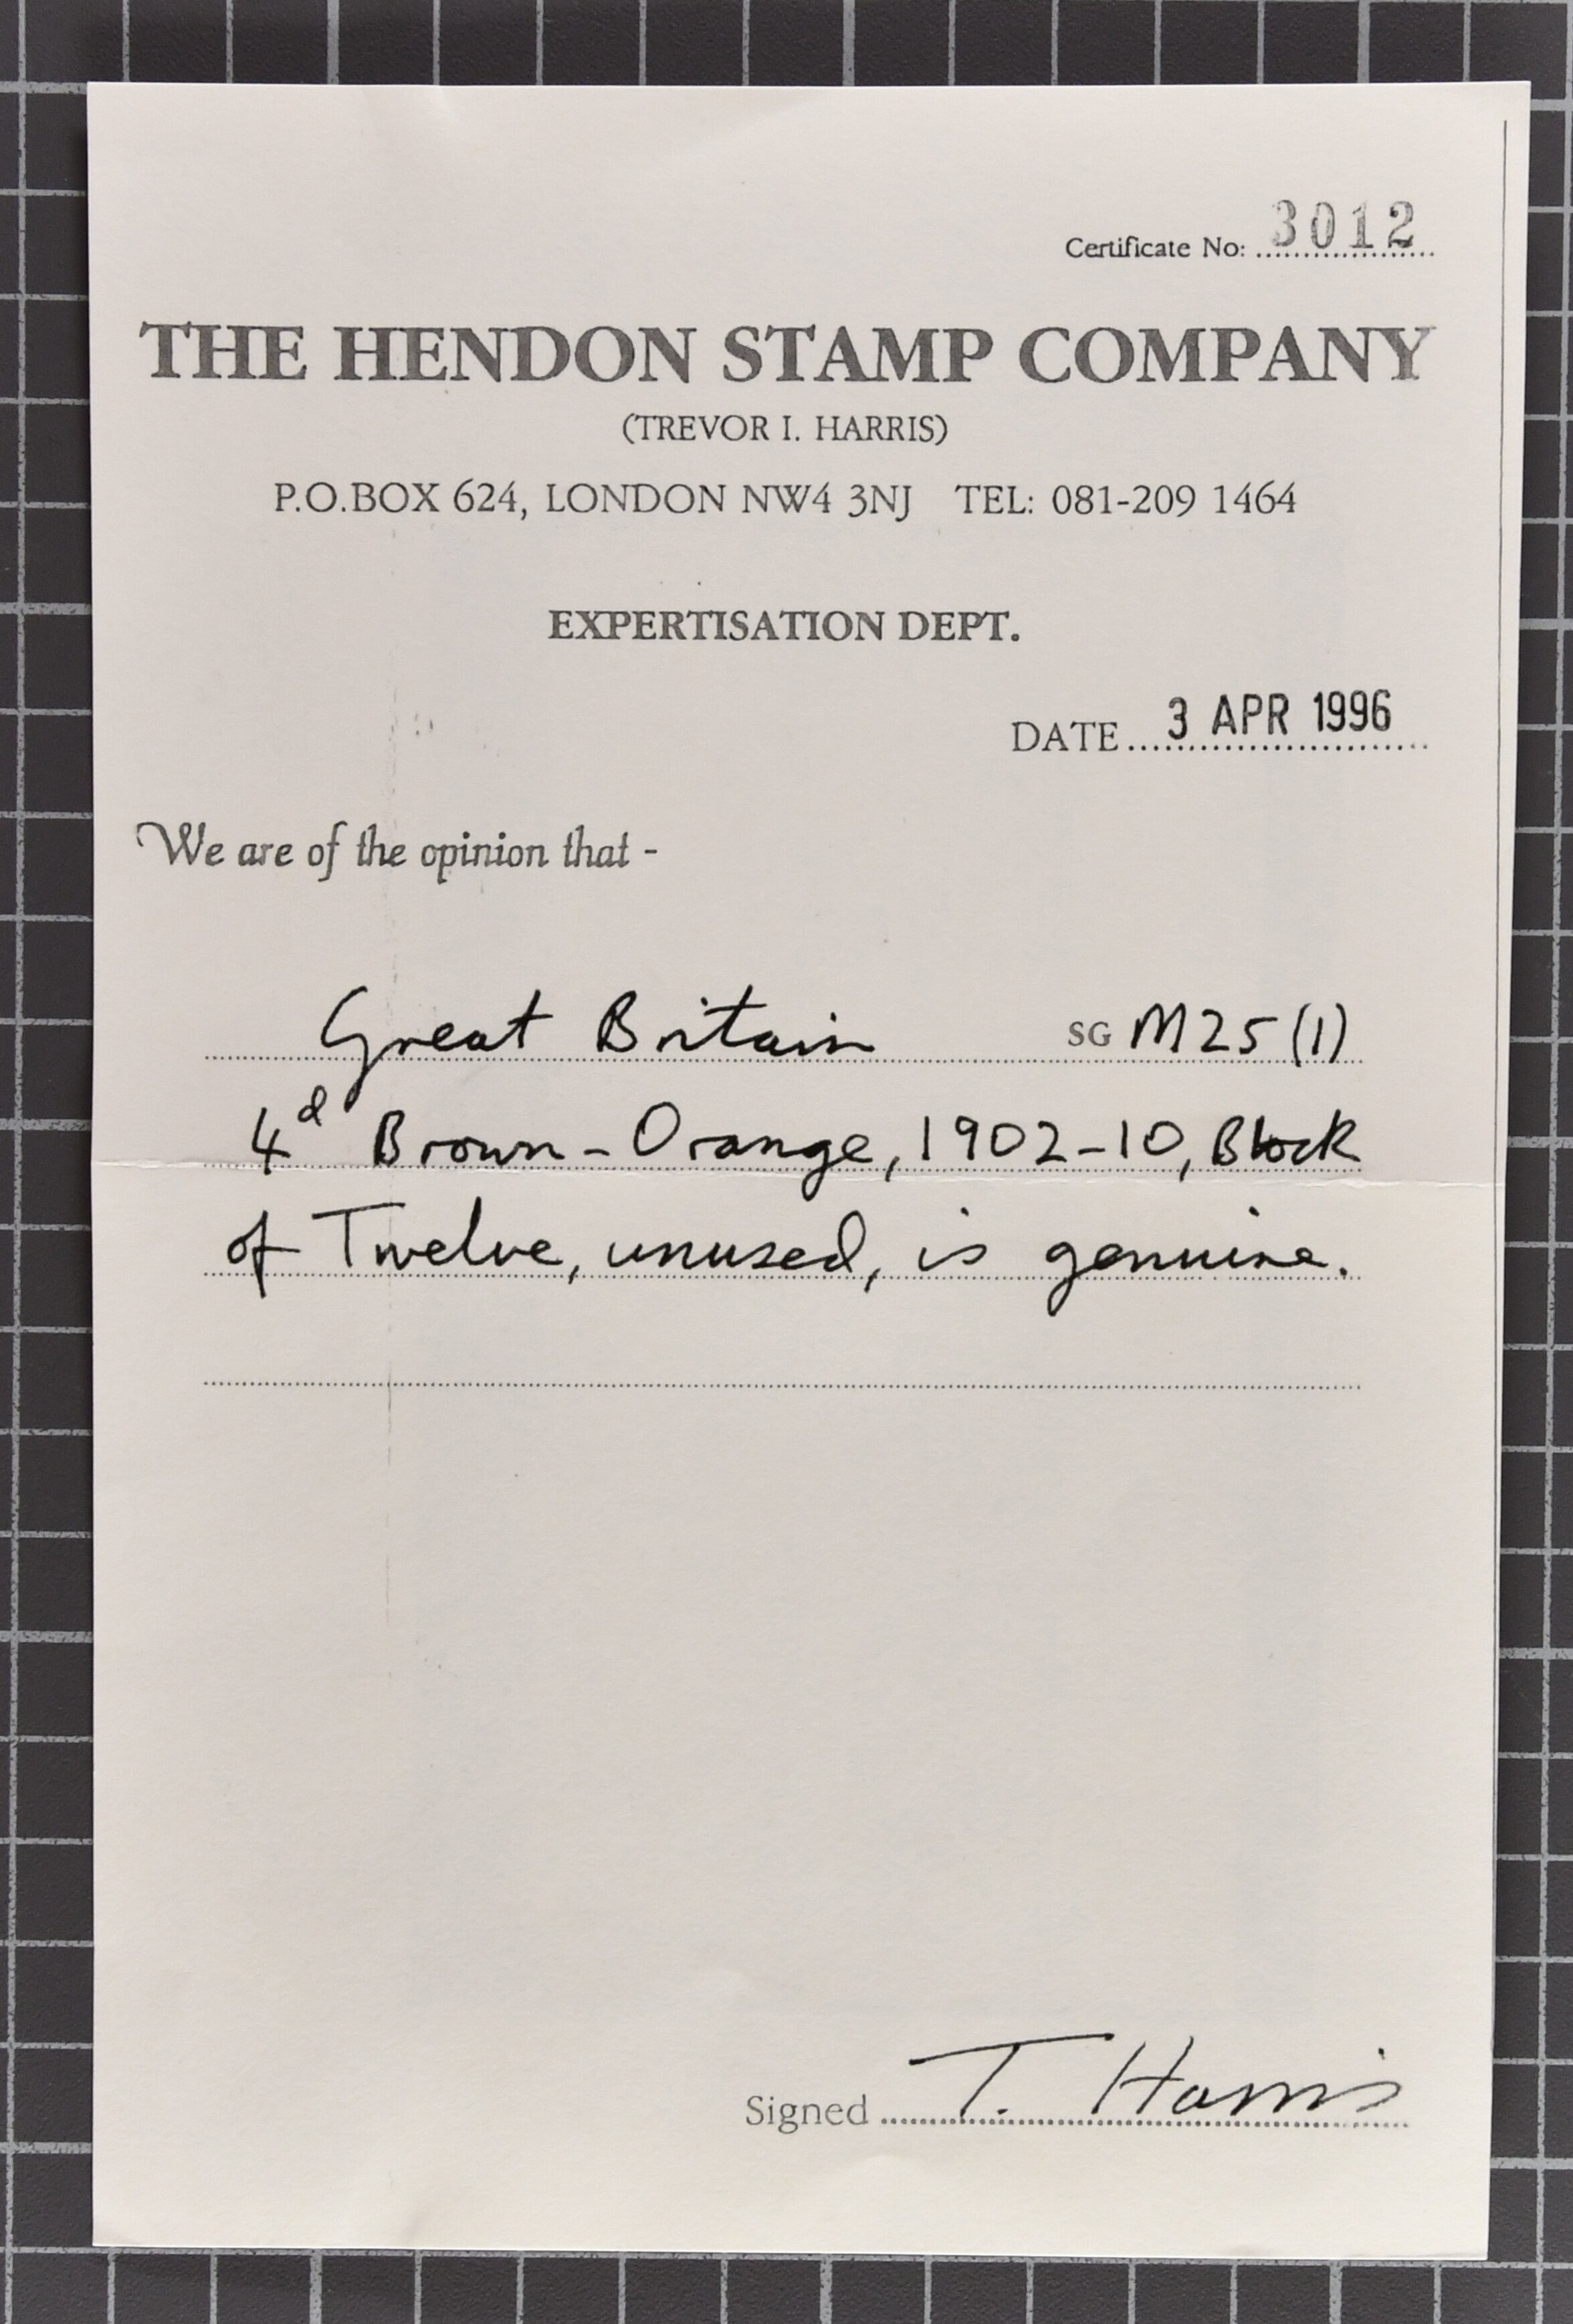 Certificate No: 3012
THE HENDON STAMP COMPANY
(TREVOR I. HARRIS)
P.O.BOX 624, LONDON NW4 3NJ TEL: 081-209 1464
EXPERTISATION DEPT.
DATE 3 APR 1996
We are of the opinion that -
Great Britain SG M25(1)
4d Brown-Orange, 1902-10, Block
of Twelve, unused, is genuine.
Signed T. Harris